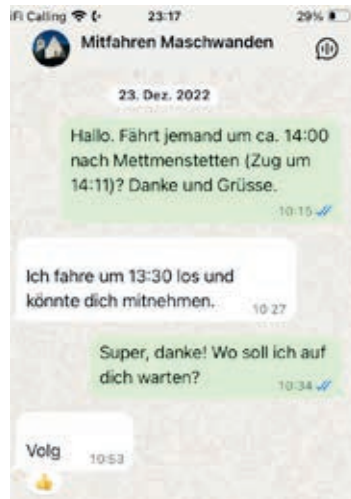 Fi Calling 23:17 29%
Mitfahren Maschwanden
23. Dez. 2022
Hallo. Fährt jemand um ca. 14:00
nach Mettmenstetten (Zug um
14:11)? Danke und Grüsse.
10:15
Ich fahre um 13:30 los und
könnte dich mitnehmen.
10:27
Super, danke! Wo soll ich auf
dich warten?
10:34
Volg
10:53